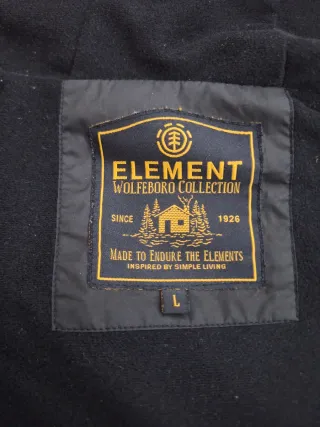 ELEMENT
WOLFEBORO COLLECTION
SINCE 1926
MADE TO ENDURE THE ELEMENTS
INSPIRED BY SIMPLE LIVING
L